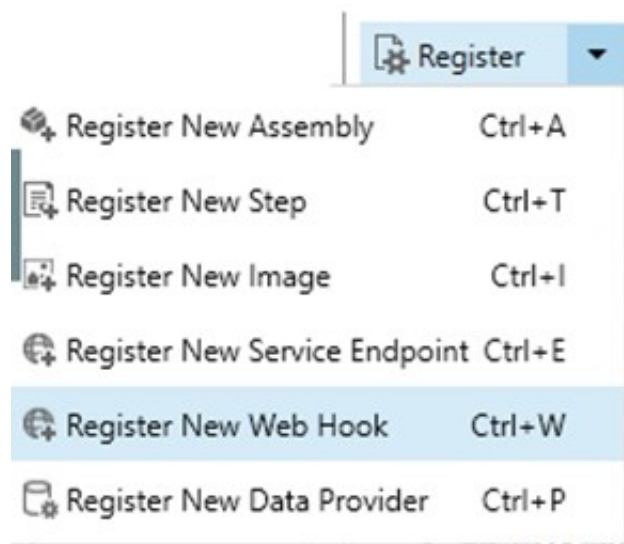 Register
Register New Assembly Ctrl+A
Register New Step Ctrl+T
Register New Image Ctrl+I
Register New Service Endpoint Ctrl+E
Register New Web Hook Ctrl+W
Register New Data Provider Ctrl+P